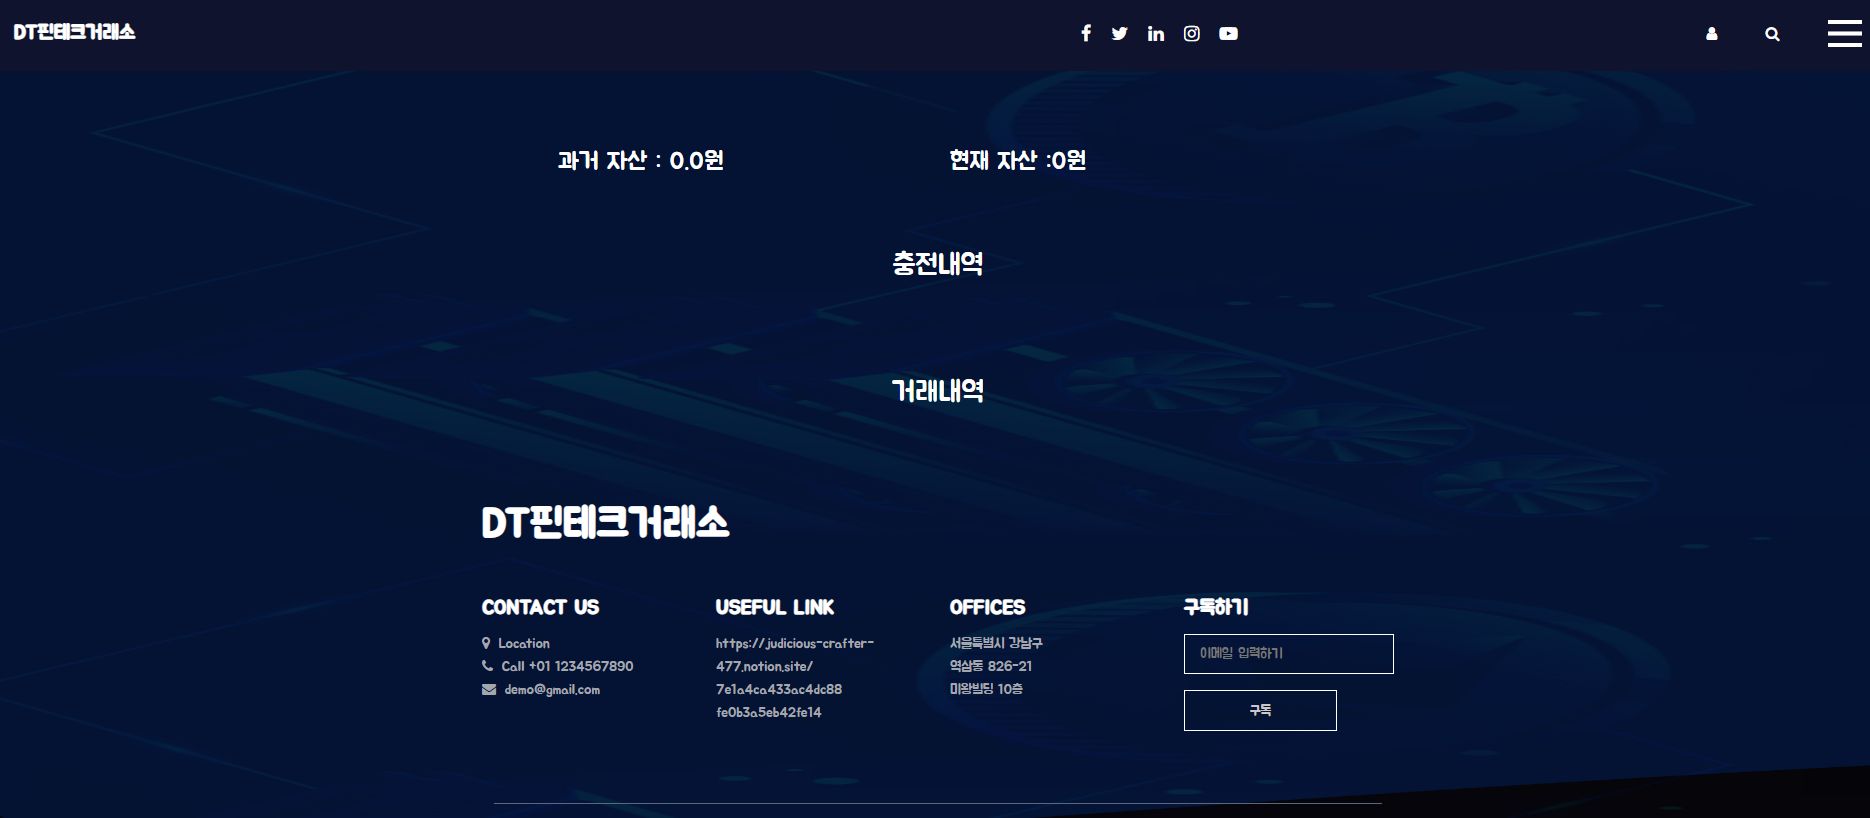 DT핀테크거래소
과거 자산 : 0.0원
현재 자산 :0원
충전내역
거래내역
DT핀테크거래소
CONTACT US
Location
Call +01 1234567890
demo@gmail.com
USEFUL LINK
https://judicious-crafter-
477.notion.site/
7e1a4ca433ac4dc88
fe0b3a5eb42fe14
OFFICES
서울특별시 강남구
역삼동 826-21
미왕빌딩 10층
구독하기
이메일 입력하기
구독